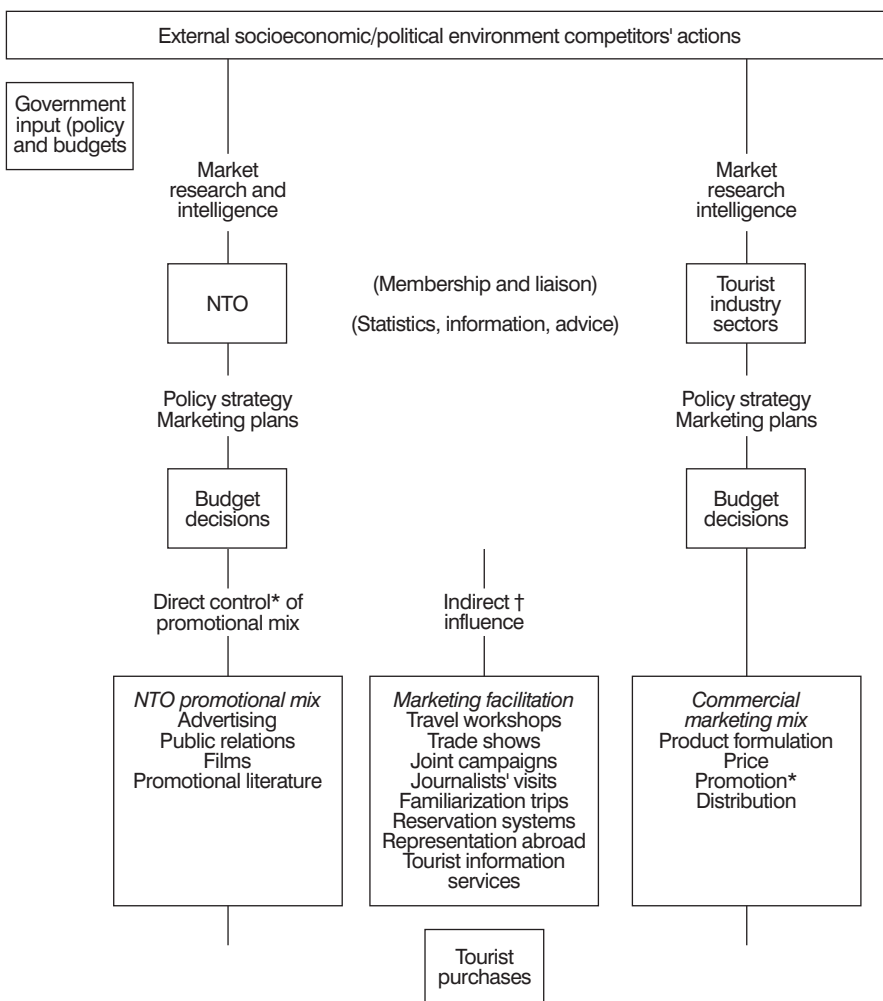 External socioeconomic/political environment competitors' actions
Government
input (policy
and budgets
Market
research and
intelligence
Market
research
intelligence
NTO
(Membership and liaison)
(Statistics, information, advice)
Tourist
industry
sectors
Policy strategy
Marketing plans
Policy strategy
Marketing plans
Budget
decisions
Budget
decisions
Direct control* of
promotional mix
Indirect †
influence
NTO promotional mix
Advertising
Public relations
Films
Promotional literature
Marketing facilitation
Travel workshops
Trade shows
Joint campaigns
Journalists' visits
Familiarization trips
Reservation systems
Representation abroad
Tourist information
services
Commercial
marketing mix
Product formulation
Price
Promotion*
Distribution
Tourist
purchases